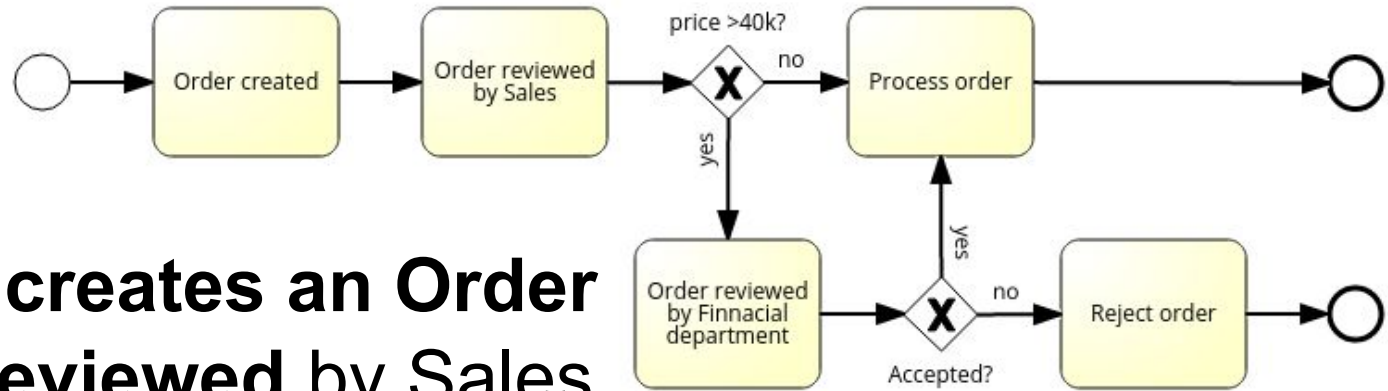 price >40k?
Order created
Order reviewed
by Sales
no
Process order
yes
yes
creates an Order
Order reviewed
by Finnacial
department
no
Reject order
eviewed by Sales
Accepted?